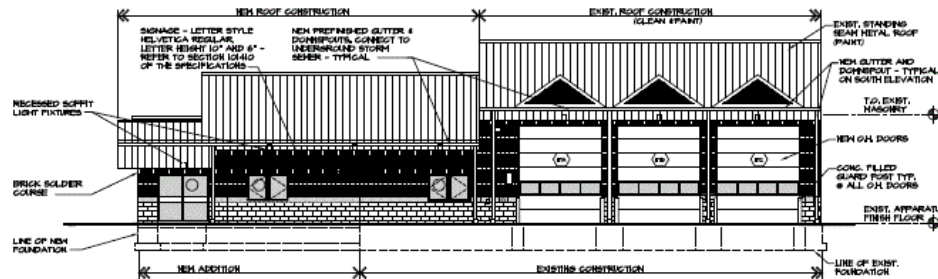 NEW ROOF CONSTRUCTION
EXIST. ROOF CONSTRUCTION
(CLEAN & PAINT)
SIGNAGE - LETTER STYLE
HELVETICA REGULAR,
LETTER HEIGHT 10" AND 6" -
REFER TO SECTION 10410
OF THE SPECIFICATIONS
NEW PREFINISHED GUTTER &
DOWNSPOUTS, CONNECT TO
UNDERGROUND STORM
SEWER - TYPICAL
EXIST. STANDING
SEAM METAL ROOF
(PAINT)
NEW GUTTER AND
DOWNSPOUT - TYPICAL
ON SOUTH ELEVATION
RECESSED SOFFIT
LIGHT FIXTURES
T.O. EXIST.
MASONRY
NEW O.H. DOORS
BRICK SOLDIER
COURSE
CONC. FILLED
GUARD POST TYP.
@ ALL O.H. DOORS
EXIST. APPARAT
FINISH FLOOR
LINE OF NEW
FOUNDATION
LINE OF EXIST.
FOUNDATION
NEW ADDITION
EXISTING CONSTRUCTION